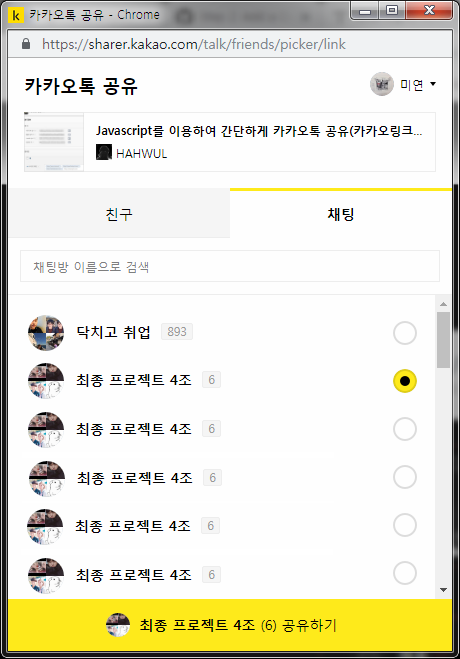 카카오톡 공유 - Chrome
https://sharer.kakao.com/talk/friends/picker/link
카카오톡 공유
미연
Javascript를 이용하여 간단하게 카카오톡 공유(카카오링크...
HAHWUL
친구
채팅
채팅방 이름으로 검색
닥치고 취업 893
최종 프로젝트 4조 6
최종 프로젝트 4조 6
최종 프로젝트 4조 6
최종 프로젝트 4조 6
최종 프로젝트 4조 6
최종 프로젝트 4조 (6) 공유하기